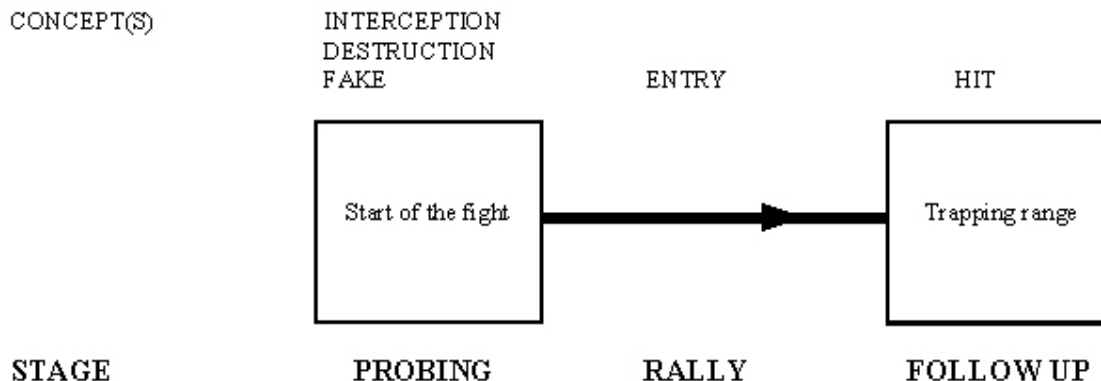 CONCEPT(S)
INTERCEPTION
DESTRUCTION
FAKE
ENTRY
HIT
Start of the fight
Trapping range
STAGE
PROBING
RALLY
FOLLOW UP